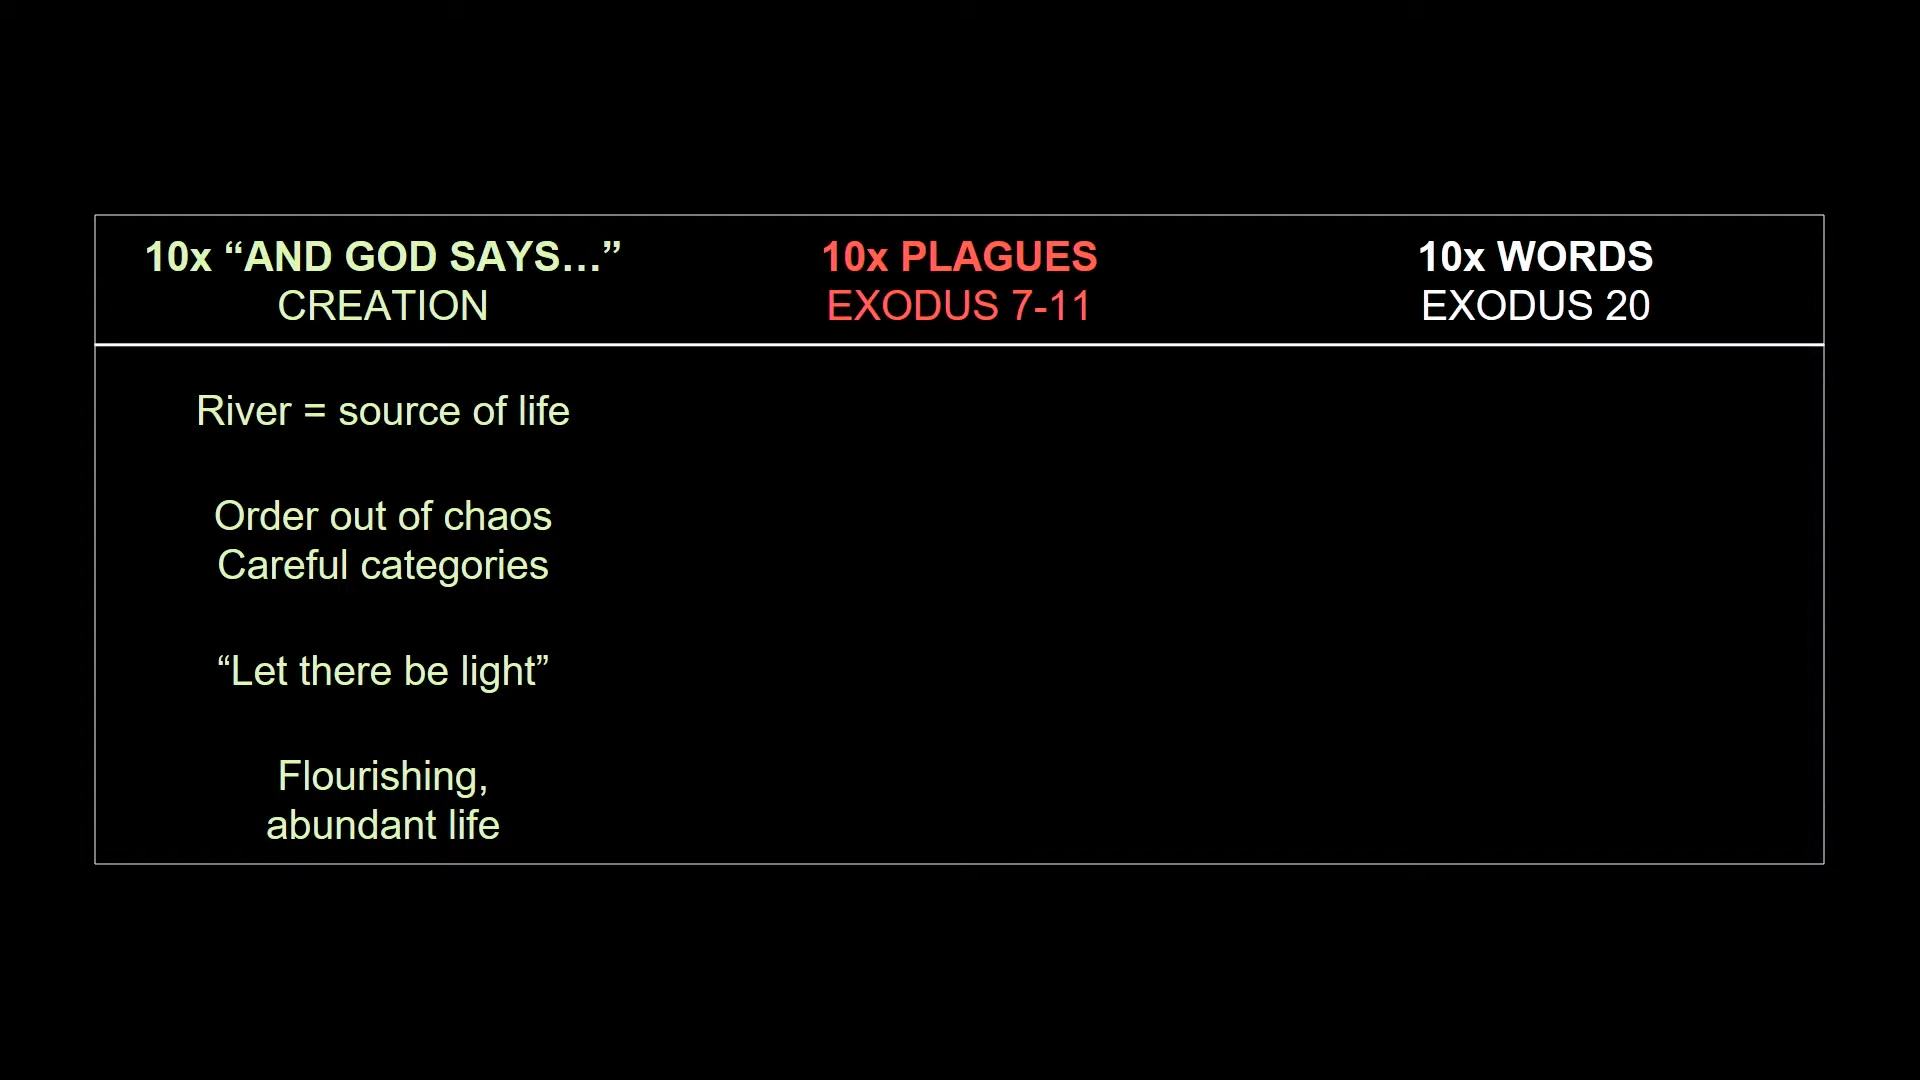 10x “AND GOD SAYS…”
CREATION
10x PLAGUES
EXODUS 7-11
10x WORDS
EXODUS 20
River = source of life
Order out of chaos
Careful categories
“Let there be light”
Flourishing,
abundant life